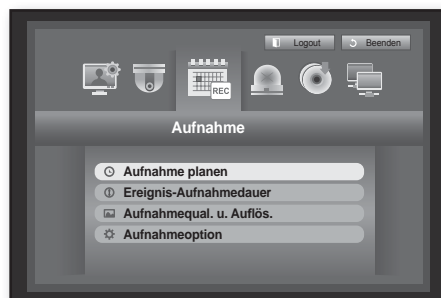 Logout Beenden
REC
Aufnahme
Aufnahme planen
Ereignis-Aufnahmedauer
Aufnahmequal. u. Auflös.
Aufnahmeoption